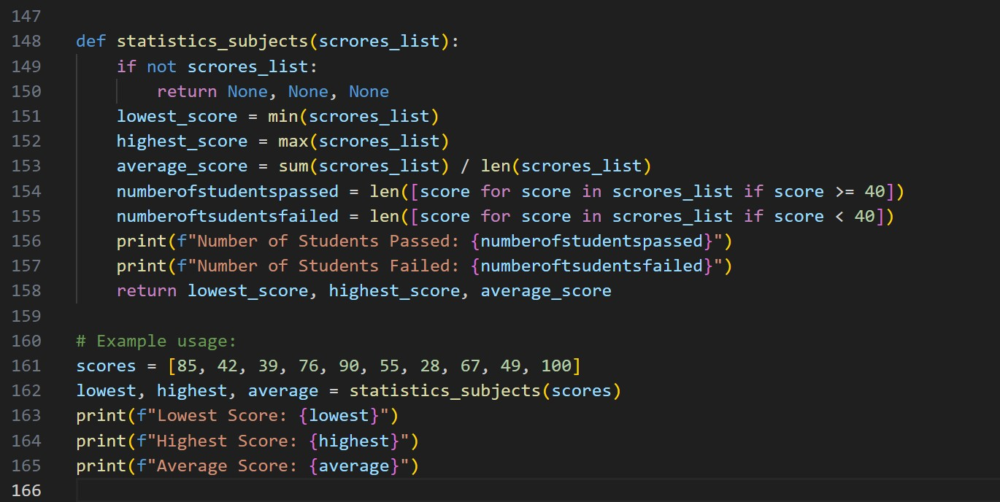 147
148 def statistics_subjects(scrores_list):
149     if not scrores_list:
150         return None, None, None
151     lowest_score = min(scrores_list)
152     highest_score = max(scrores_list)
153     average_score = sum(scrores_list) / len(scrores_list)
154     numberofstudentspassed = len([score for score in scrores_list if score >= 40])
155     numberoftsudentsfailed = len([score for score in scrores_list if score < 40])
156     print(f"Number of Students Passed: {numberofstudentspassed}")
157     print(f"Number of Students Failed: {numberoftsudentsfailed}")
158     return lowest_score, highest_score, average_score
159
160 # Example usage:
161 scores = [85, 42, 39, 76, 90, 55, 28, 67, 49, 100]
162 lowest, highest, average = statistics_subjects(scores)
163 print(f"Lowest Score: {lowest}")
164 print(f"Highest Score: {highest}")
165 print(f"Average Score: {average}")
166